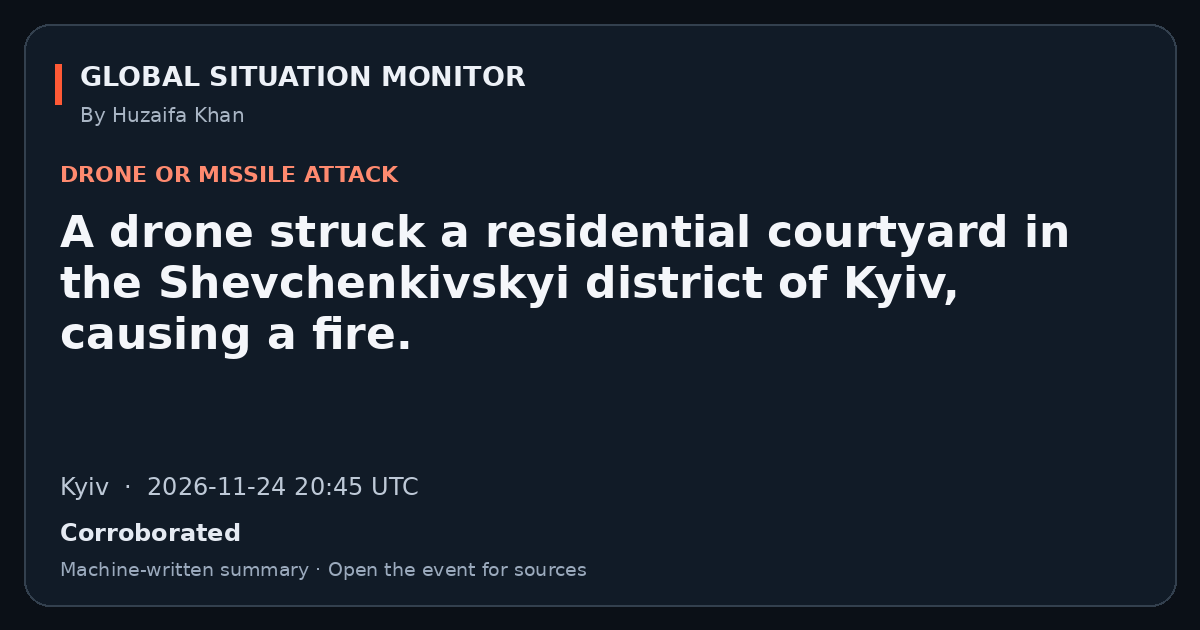 GLOBAL SITUATION MONITOR
By Huzaifa Khan
DRONE OR MISSILE ATTACK
A drone struck a residential courtyard in
the Shevchenkivskyi district of Kyiv,
causing a fire.
Kyiv · 2026-11-24 20:45 UTC
Corroborated
Machine-written summary · Open the event for sources